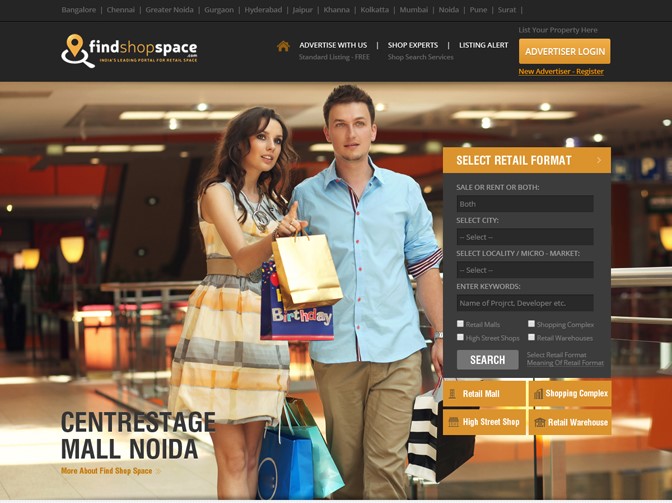 Bangalore | Chennai | Greater Noida | Gurgaon | Hyderabad | Jaipur | Khanna | Kolkatta | Mumbai | Noida | Pune | Surat |
List Your Property Here
findshopspace.com
INDIA'S LEADING PORTAL FOR RETAIL SPACE
ADVERTISE WITH US | SHOP EXPERTS | LISTING ALERT
Standard Listing - FREE
Shop Search Services
ADVERTISER LOGIN
New Advertiser - Register
SELECT RETAIL FORMAT
SALE OR RENT OR BOTH:
Both
SELECT CITY:
-- Select --
SELECT LOCALITY / MICRO - MARKET:
-- Select --
ENTER KEYWORDS:
Name of Projrct, Developer etc.
Retail Malls
Shopping Complex
High Street Shops
Retail Warehouses
SEARCH
Select Retail Format
Meaning Of Retail Format
Retail Mall
Shopping Complex
High Street Shop
Retail Warehouse
Birthday
CENTRESTAGE
MALL NOIDA
More About Find Shop Space